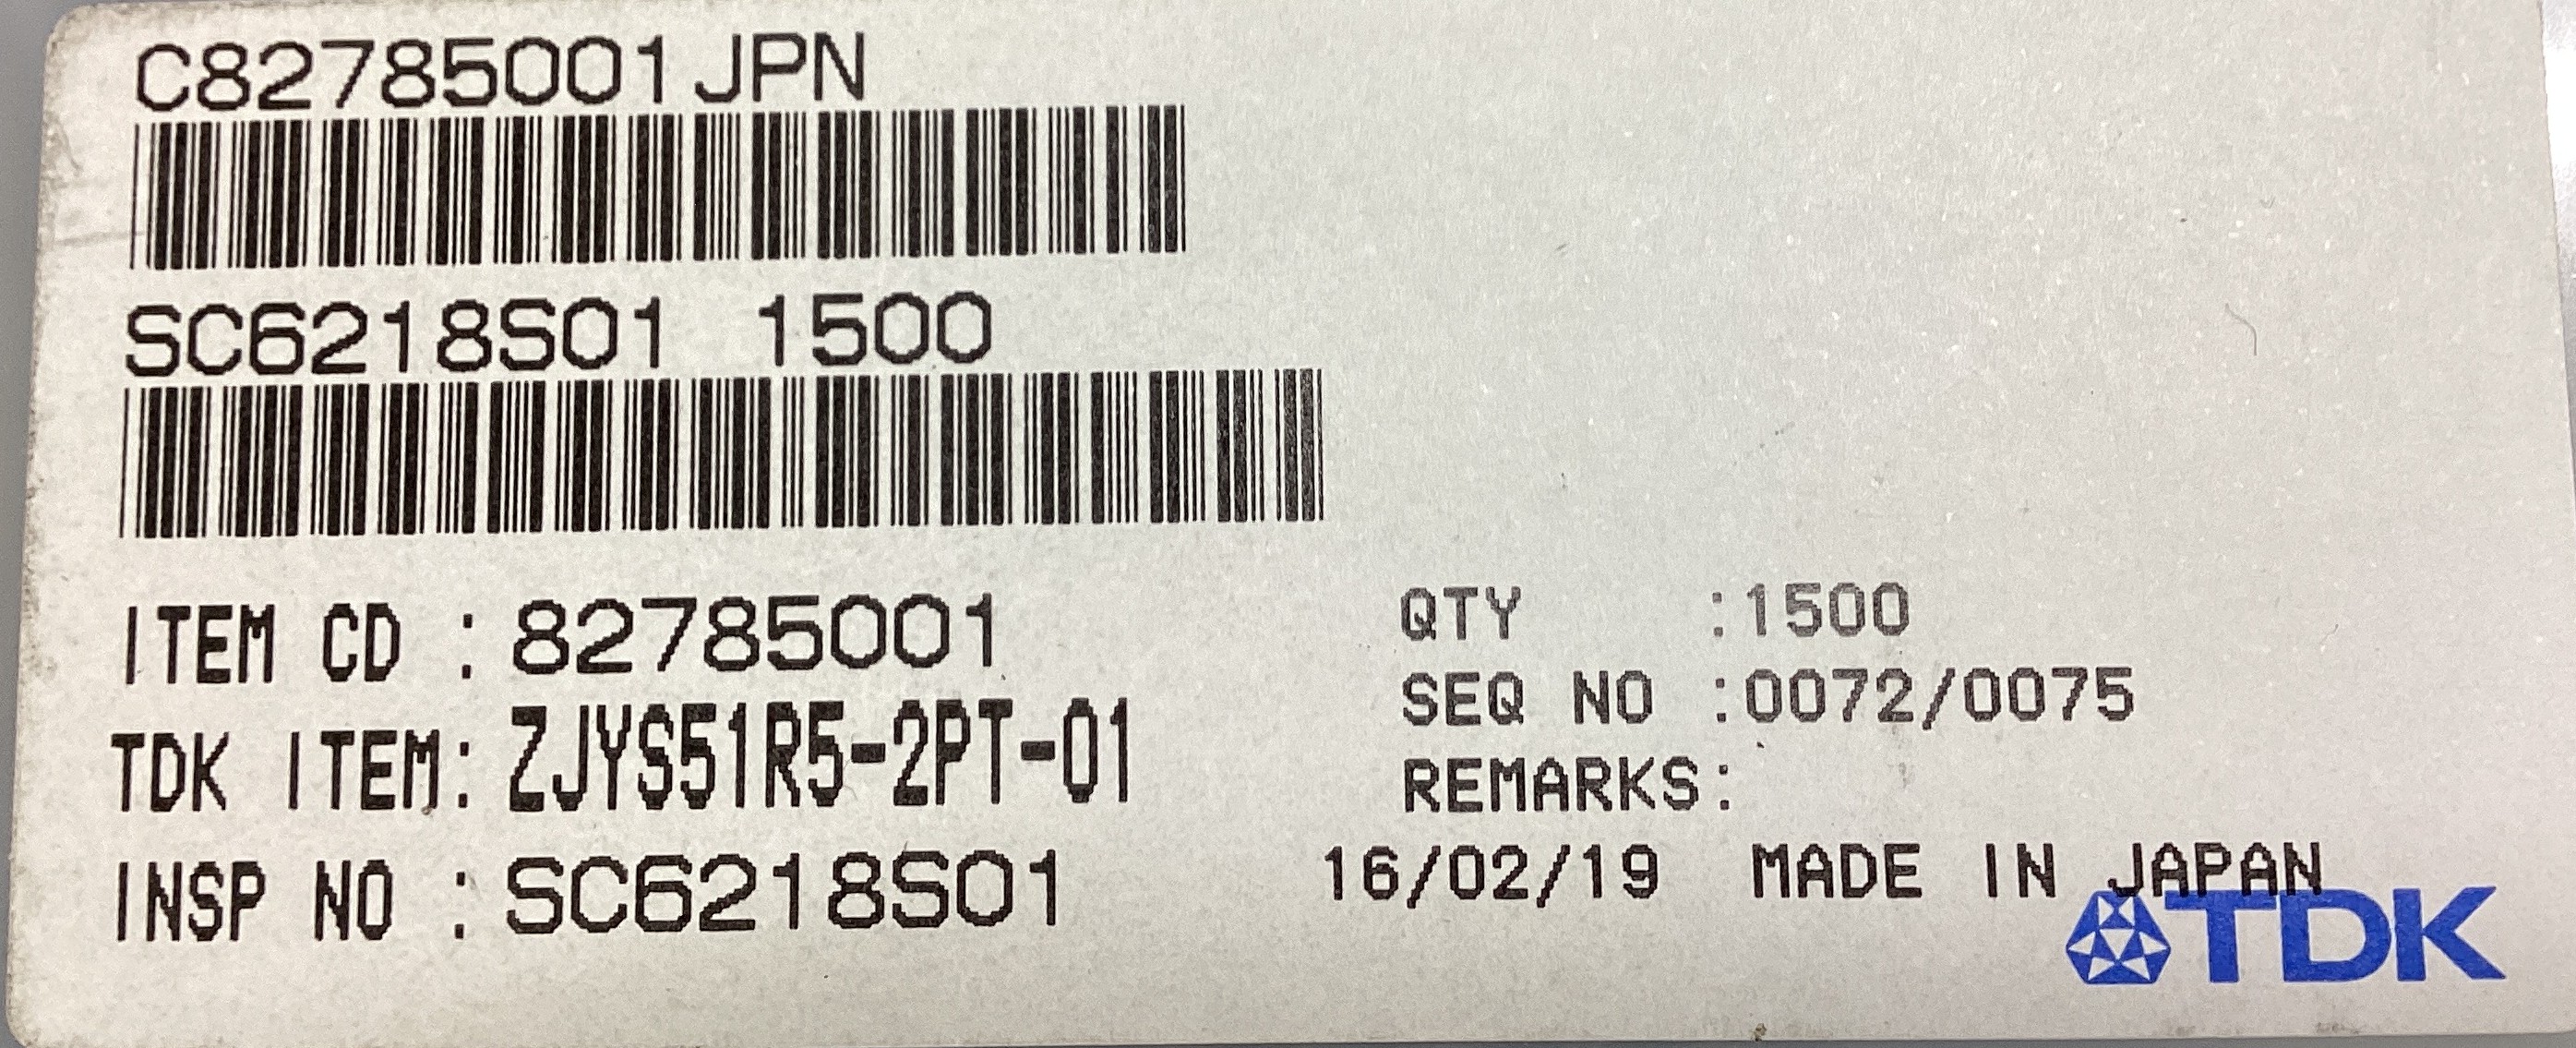 C82785001JPN
SC6218S01 1500
ITEM CD : 82785001
TDK ITEM: ZJYS51R5-2PT-01
INSP NO : SC6218S01
QTY :1500
SEQ NO :0072/0075
REMARKS:
16/02/19 MADE IN JAPAN
TDK